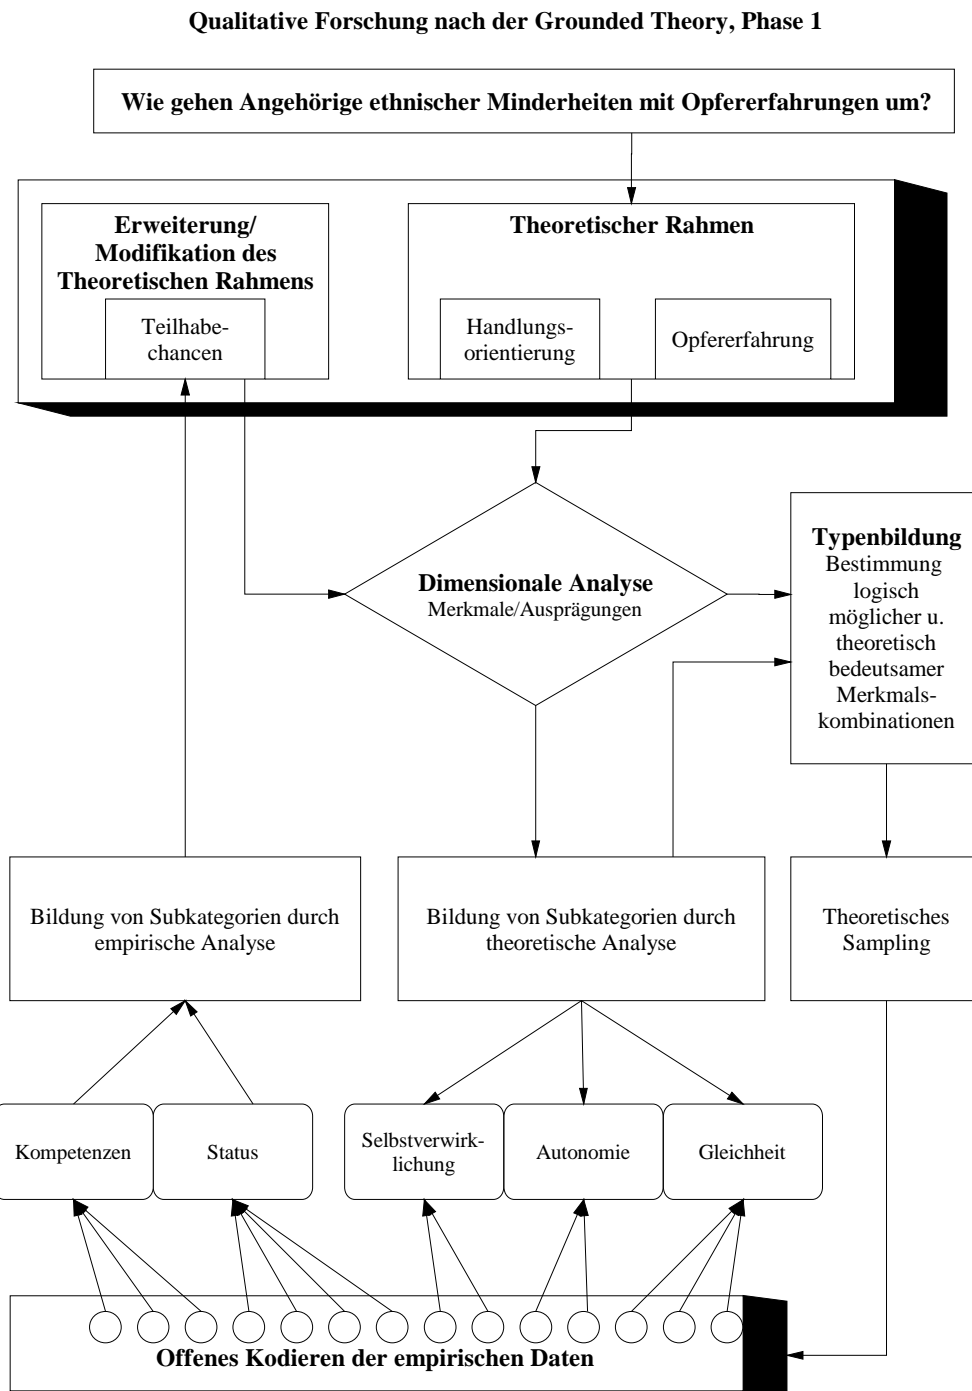 Qualitative Forschung nach der Grounded Theory, Phase 1
Wie gehen Angehörige ethnischer Minderheiten mit Opfererfahrungen um?
Erweiterung/
Modifikation des
Theoretischen Rahmens
Teilhabe-
chancen
Theoretischer Rahmen
Handlungs-
orientierung
Opfererfahrung
Dimensionale Analyse
Merkmale/Ausprägungen
Typenbildung
Bestimmung
logisch
möglicher u.
theoretisch
bedeutsamer
Merkmals-
kombinationen
Bildung von Subkategorien durch
empirische Analyse
Bildung von Subkategorien durch
theoretische Analyse
Theoretisches
Sampling
Kompetenzen
Status
Selbstverwirk-
lichung
Autonomie
Gleichheit
Offenes Kodieren der empirischen Daten